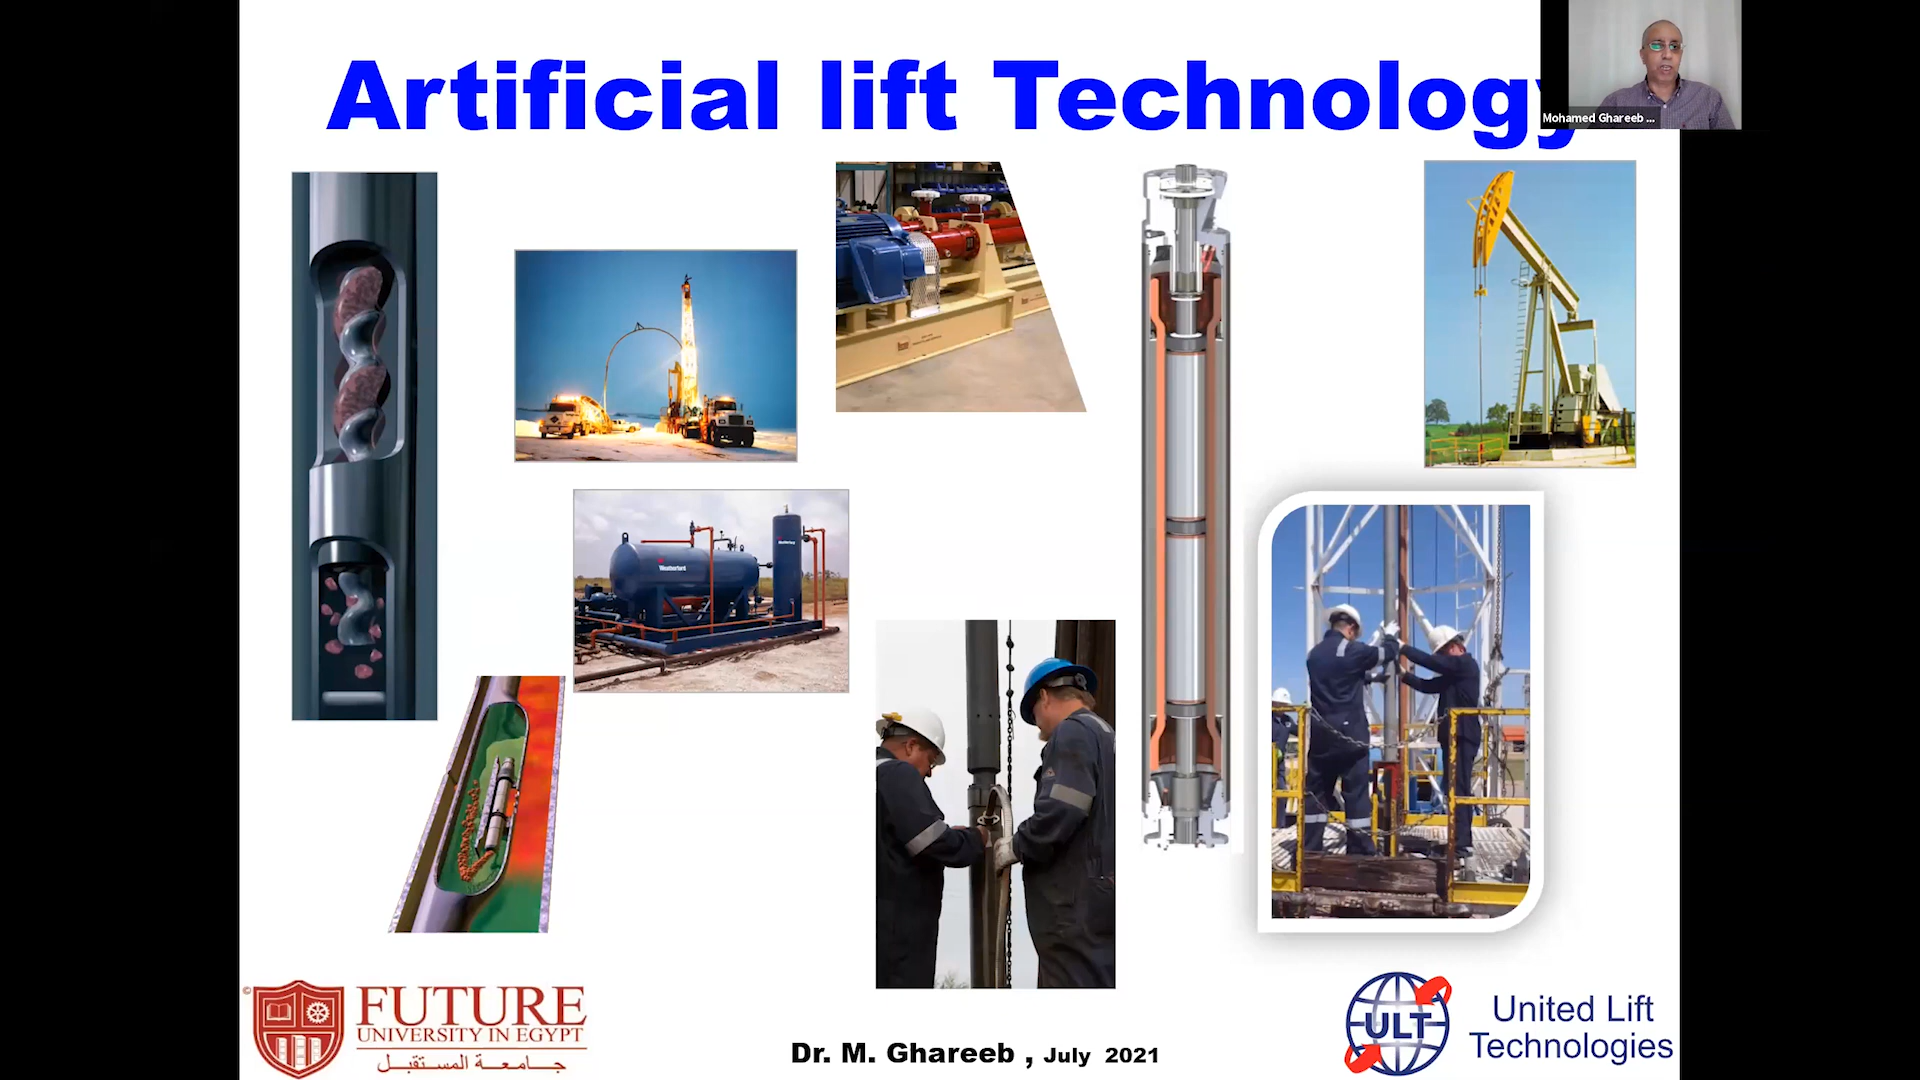 Artificial lift Technology
Mohamed Ghareeb ...
Weatherford
©
FUTURE
UNIVERSITY IN EGYPT
جامعة المستقبل
Dr. M. Ghareeb , July 2021
ULT
United Lift
Technologies